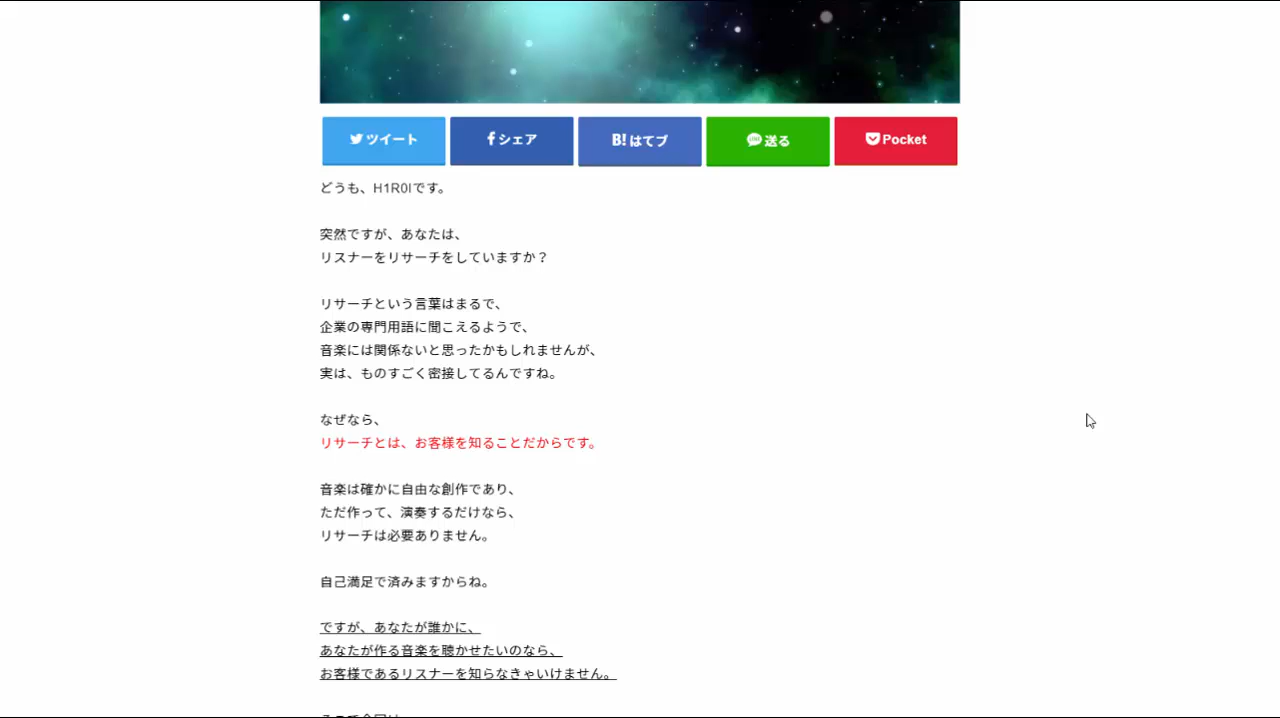 ツイート
シェア
B!はてブ
送る
Pocket
どうも、H1R0Iです。
突然ですが、あなたは、
リスナーをリサーチをしていますか？
リサーチという言葉はまるで、
企業の専門用語に聞こえるようで、
音楽には関係ないと思ったかもしれませんが、
実は、ものすごく密接してるんですね。
なぜなら、
リサーチとは、お客様を知ることだからです。
音楽は確かに自由な創作であり、
ただ作って、演奏するだけなら、
リサーチは必要ありません。
自己満足で済みますからね。
ですが、あなたが誰かに、
あなたが作る音楽を聴かせたいのなら、
お客様であるリスナーを知らなきゃいけません。